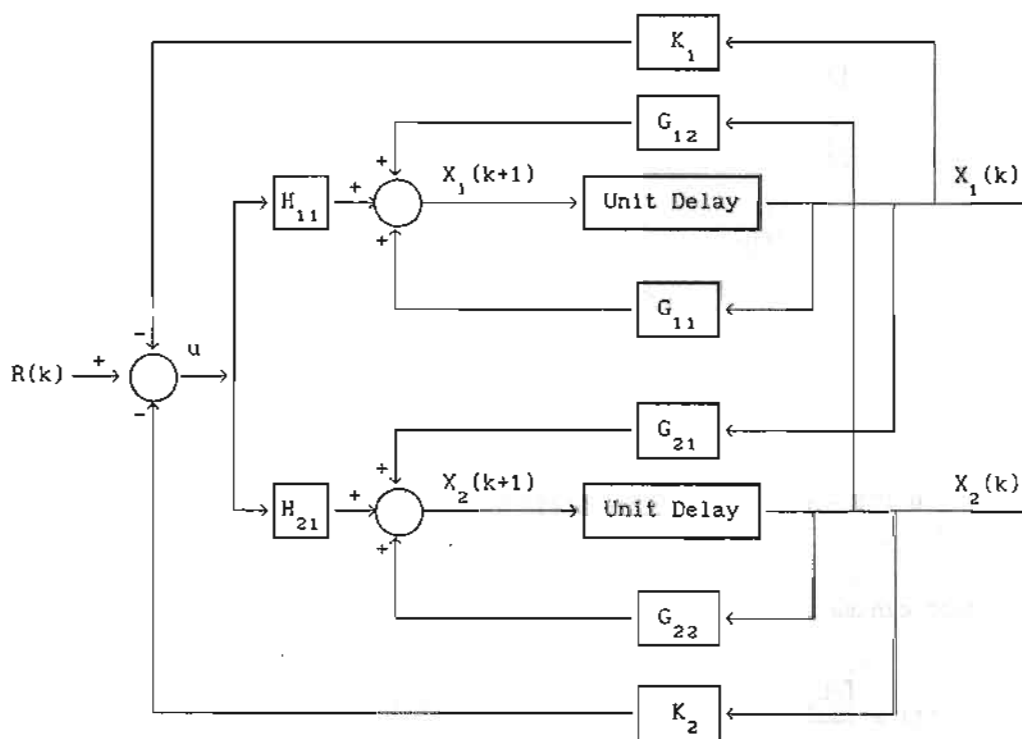 K₁
G₁₂
+
X₁(k+1)
X₁(k)
H₁₁
+
Unit Delay
+
G₁₁
-
u
R(k)
+
-
G₂₁
+
X₂(k+1)
X₂(k)
H₂₁
+
Unit Delay
+
G₂₂
K₂